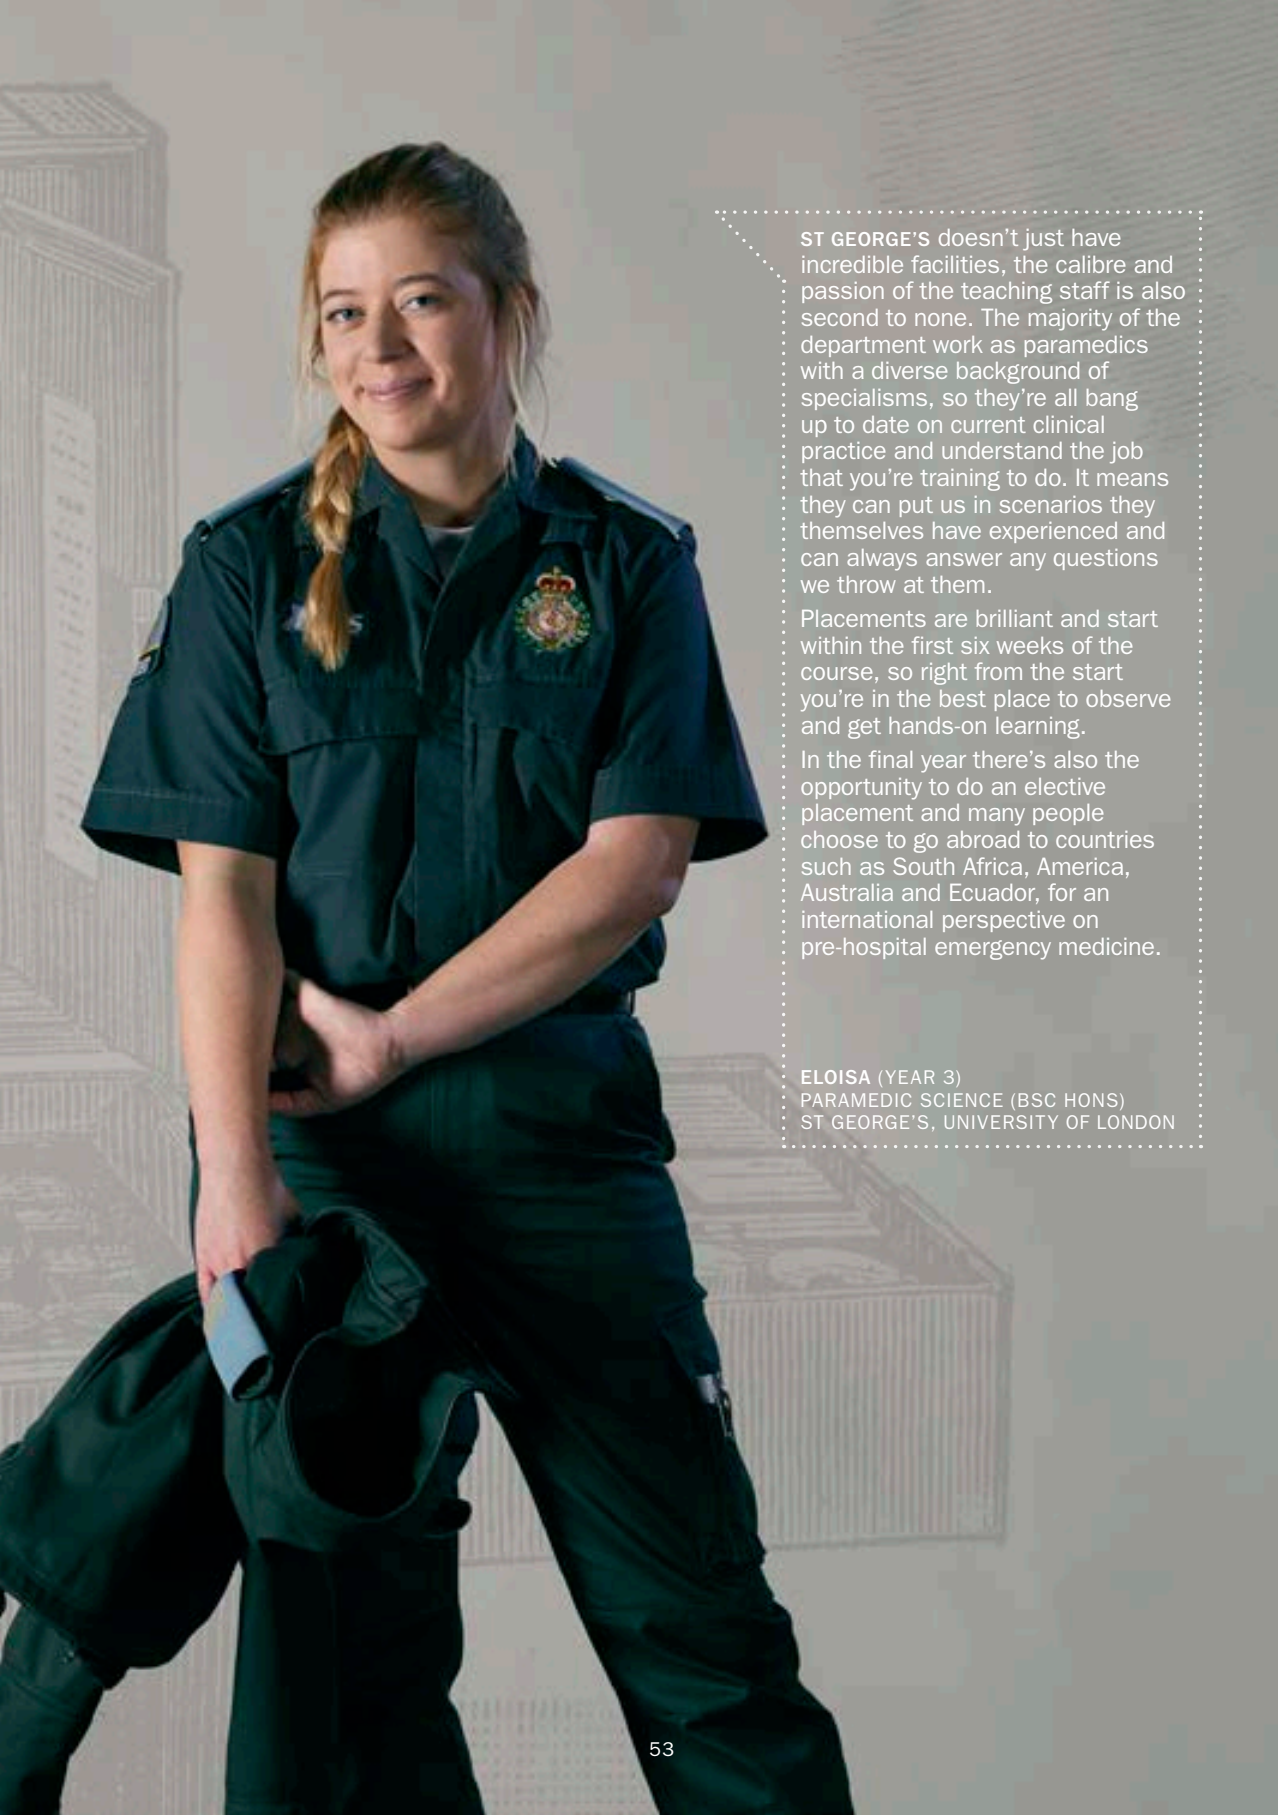 ST GEORGE’S doesn’t just have
incredible facilities, the calibre and
passion of the teaching staff is also
second to none. The majority of the
department work as paramedics
with a diverse background of
specialisms, so they’re all bang
up to date on current clinical
practice and understand the job
that you’re training to do. It means
they can put us in scenarios they
themselves have experienced and
can always answer any questions
we throw at them.
Placements are brilliant and start
within the first six weeks of the
course, so right from the start
you’re in the best place to observe
and get hands-on learning.
In the final year there’s also the
opportunity to do an elective
placement and many people
choose to go abroad to countries
such as South Africa, America,
Australia and Ecuador, for an
international perspective on
pre-hospital emergency medicine.
ELOISA (YEAR 3)
PARAMEDIC SCIENCE (BSC HONS)
ST GEORGE’S, UNIVERSITY OF LONDON
53